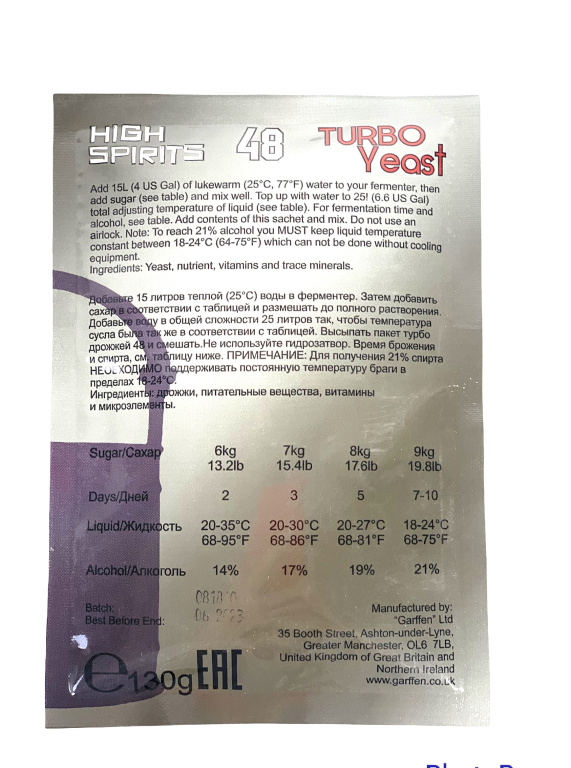 HIGH SPIRITS 48 TURBO Yeast
Add 15L (4 US Gal) of lukewarm (25°C, 77°F) water to your fermenter, then
add sugar (see table) and mix well. Top up with water to 25! (6.6 US Gal)
total adjusting temperature of liquid (see table). For fermentation time and
alcohol, see table. Add contents of this sachet and mix. Do not use an
airlock. Note: To reach 21% alcohol you MUST keep liquid temperature
constant between 18-24°C (64-75°F) which can not be done without cooling
equipment.
Ingredients: Yeast, nutrient, vitamins and trace minerals.
Добавьте 15 литров теплой (25°C) воды в ферментер. Затем добавить
сахар в соответствии с таблицей и размешать до полного растворения.
Добавьте воду в общей сложности 25 литров так, чтобы температура
сусла была так же в соответствии с таблицей. Высыпать пакет турбо
дрожжей 48 и смешать.Не используйте гидрозатвор. Время брожения
и спирта, см. таблицу ниже. ПРИМЕЧАНИЕ: Для получения 21% спирта
НЕОБХОДИМО поддерживать постоянную температуру браги в
пределах 18-24°C.
Ингредиенты: дрожжи, питательные вещества, витамины
и микроэлементы.
Sugar/Сахар 6kg 7kg 8kg 9kg
13.2lb 15.4lb 17.6lb 19.8lb
Days/Дней 2 3 5 7-10
Liquid/Жидкость 20-35°C 20-30°C 20-27°C 18-24°C
68-95°F 68-86°F 68-81°F 68-75°F
Alcohol/Алкоголь 14% 17% 19% 21%
Batch:
Best Before End: 06 2023
Manufactured by:
"Garffen" Ltd
35 Booth Street, Ashton-under-Lyne,
Greater Manchester, OL6 7LB,
United Kingdom of Great Britain and
Northern Ireland
www.garffen.co.uk
℮130g EAC